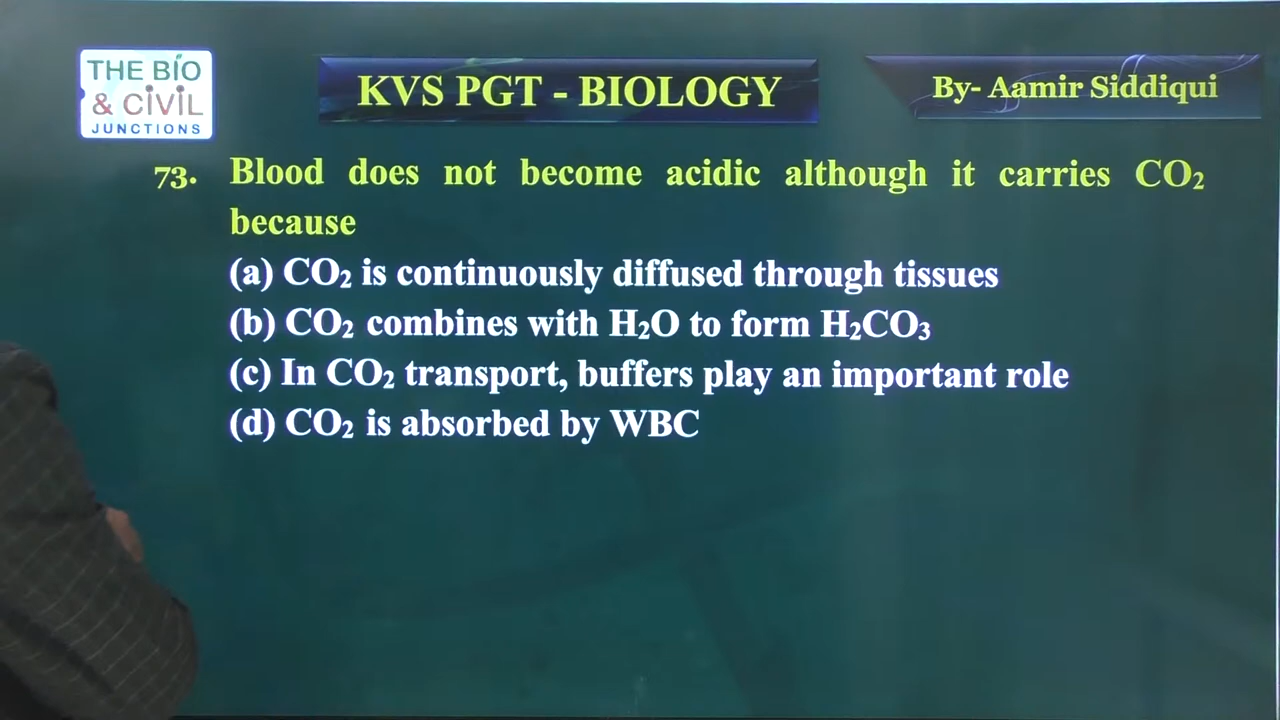 THE BIO
& CIVIL
JUNCTIONS
KVS PGT - BIOLOGY
By- Aamir Siddiqui
73. Blood does not become acidic although it carries CO₂
because
(a) CO₂ is continuously diffused through tissues
(b) CO₂ combines with H₂O to form H₂CO₃
(c) In CO₂ transport, buffers play an important role
(d) CO₂ is absorbed by WBC